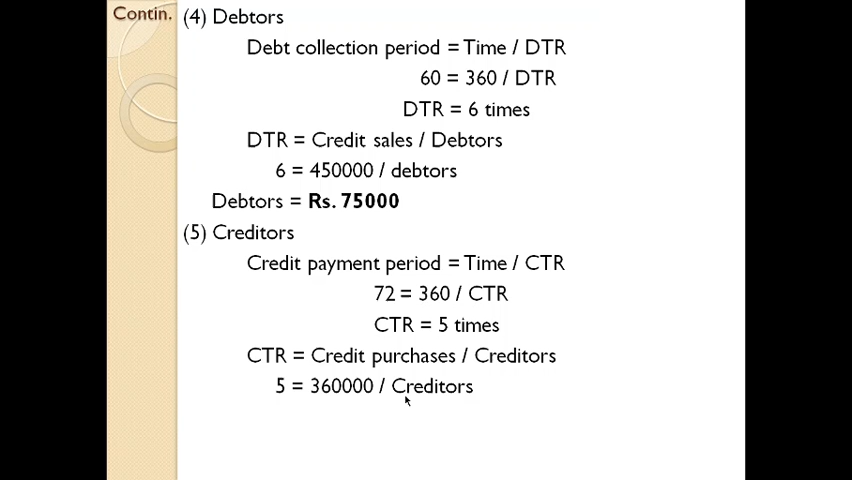 Contin.
(4) Debtors
Debt collection period = Time / DTR
60 = 360 / DTR
DTR = 6 times
DTR = Credit sales / Debtors
6 = 450000 / debtors
Debtors = Rs. 75000
(5) Creditors
Credit payment period = Time / CTR
72 = 360 / CTR
CTR = 5 times
CTR = Credit purchases / Creditors
5 = 360000 / Creditors